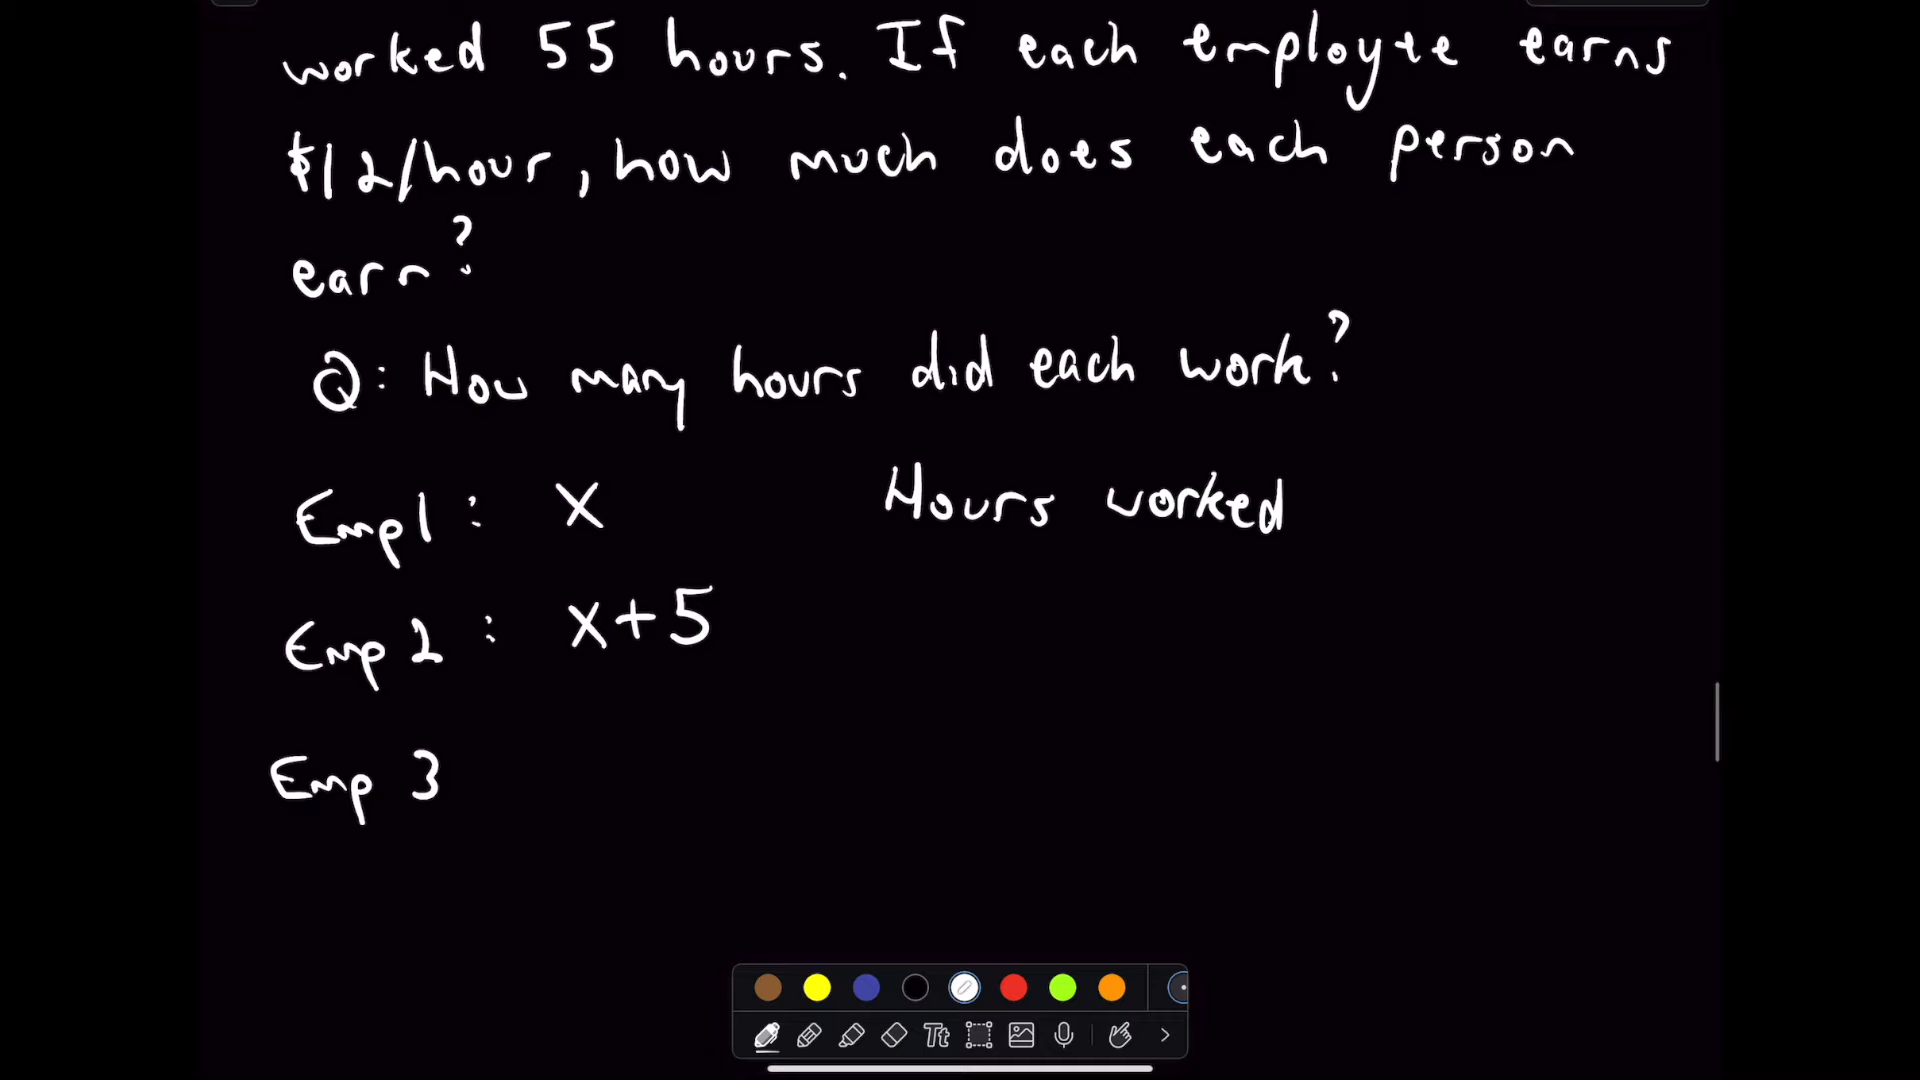 worked 55 hours. If each employee earns
$12/hour, how much does each person
earn?
Q: How many hours did each work?
Emp1: x Hours worked
Emp 2: x+5
Emp 3
Tt